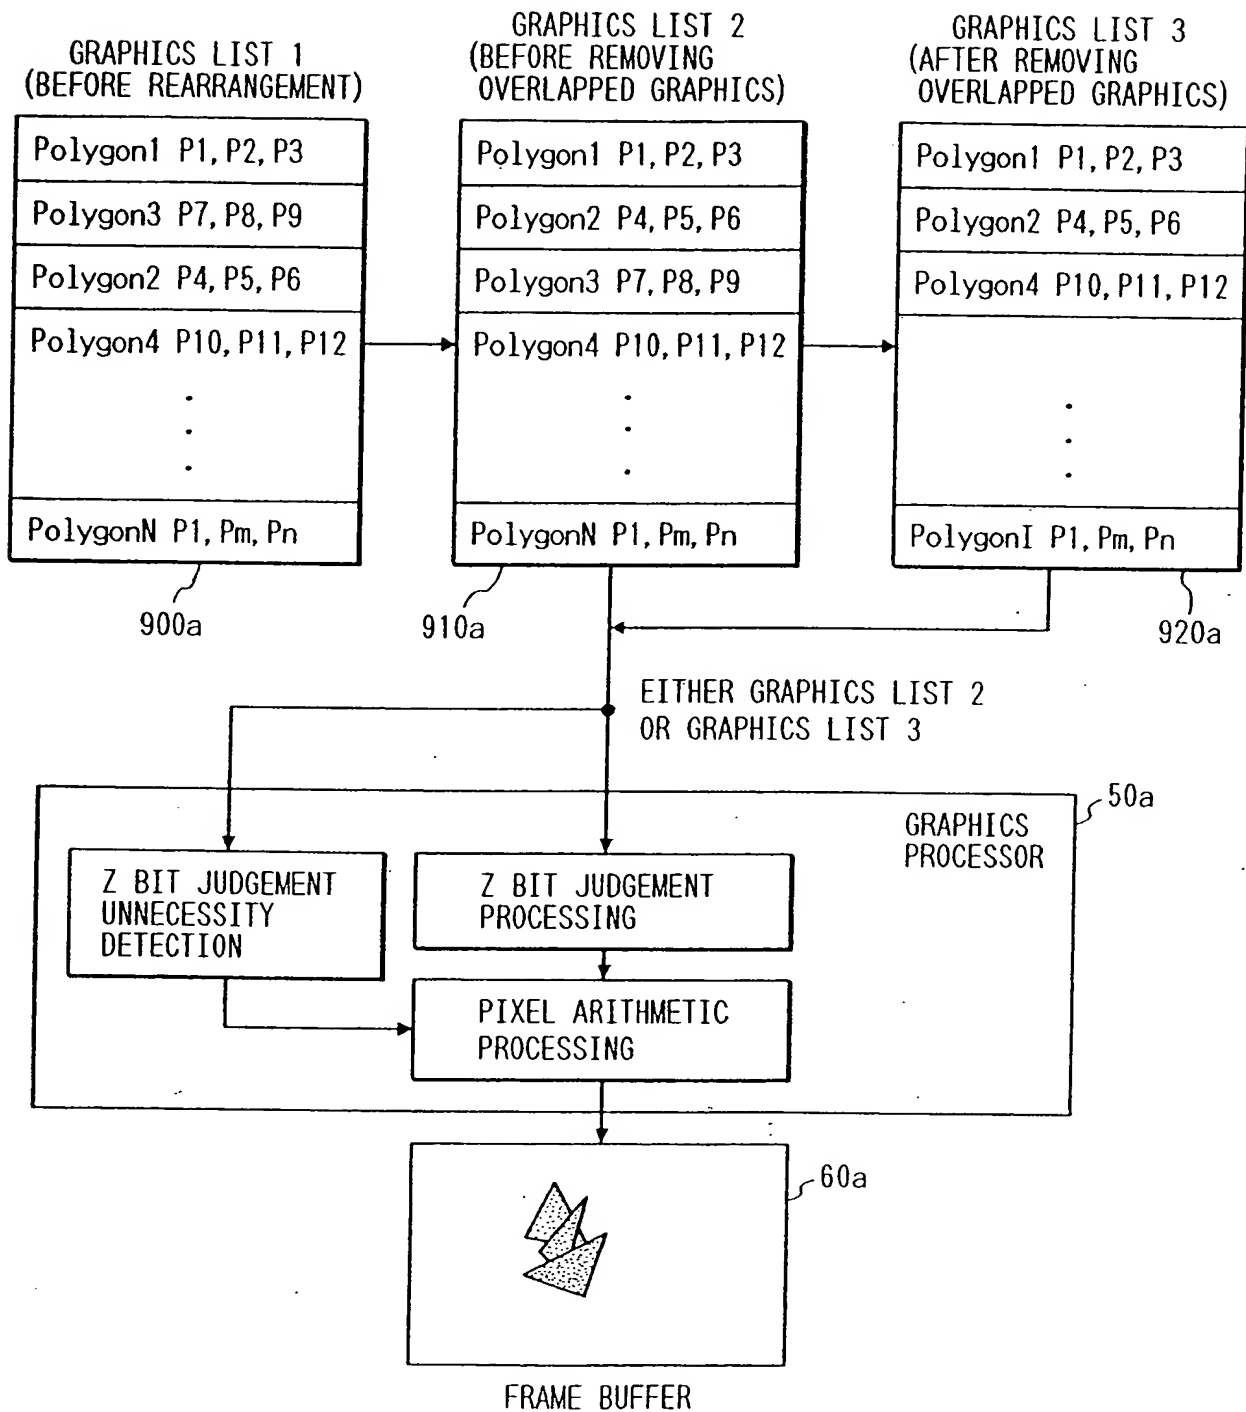 GRAPHICS LIST 1
(BEFORE REARRANGEMENT)
Polygon1 P1, P2, P3
Polygon3 P7, P8, P9
Polygon2 P4, P5, P6
Polygon4 P10, P11, P12
PolygonN P1, Pm, Pn
900a
GRAPHICS LIST 2
(BEFORE REMOVING
OVERLAPPED GRAPHICS)
Polygon1 P1, P2, P3
Polygon2 P4, P5, P6
Polygon3 P7, P8, P9
Polygon4 P10, P11, P12
PolygonN P1, Pm, Pn
910a
GRAPHICS LIST 3
(AFTER REMOVING
OVERLAPPED GRAPHICS)
Polygon1 P1, P2, P3
Polygon2 P4, P5, P6
Polygon4 P10, P11, P12
PolygonI P1, Pm, Pn
920a
EITHER GRAPHICS LIST 2
OR GRAPHICS LIST 3
50a
GRAPHICS
PROCESSOR
Z BIT JUDGEMENT
UNNECESSITY
DETECTION
Z BIT JUDGEMENT
PROCESSING
PIXEL ARITHMETIC
PROCESSING
60a
FRAME BUFFER